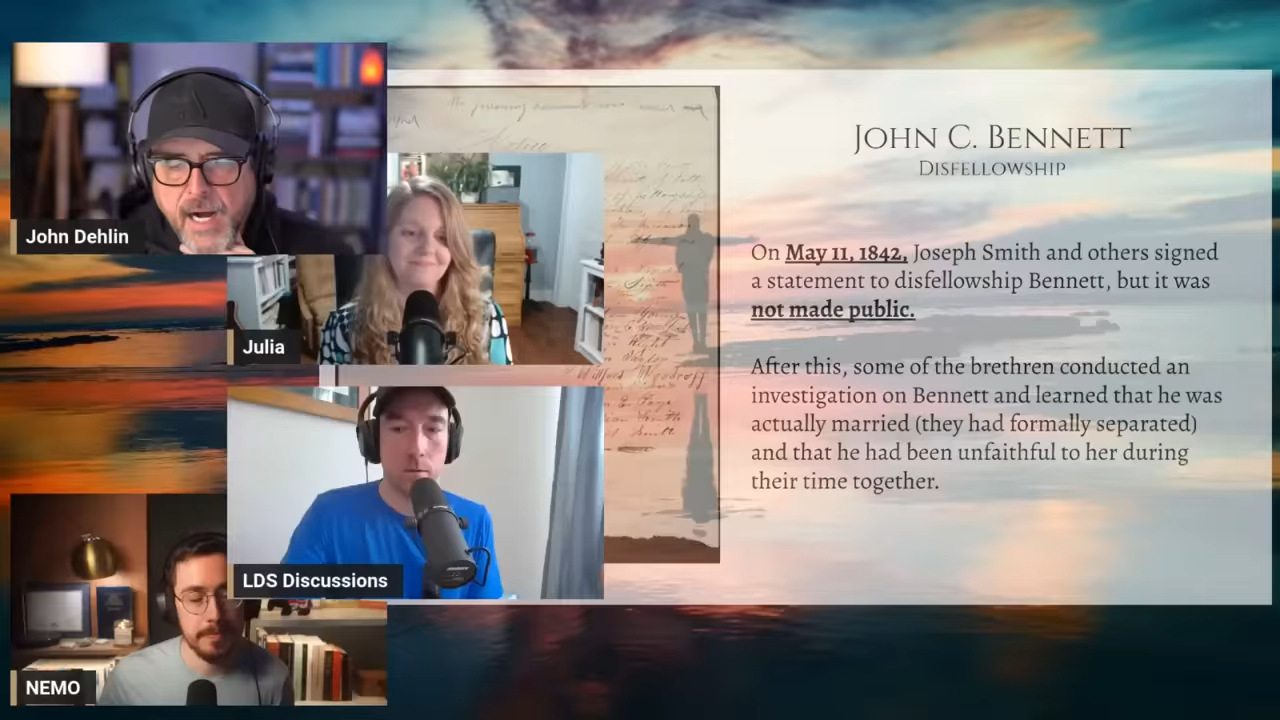 John Dehlin
Julia
LDS Discussions
NEMO
John C. Bennett
Disfellowship
On May 11, 1842, Joseph Smith and others signed
a statement to disfellowship Bennett, but it was
not made public.
After this, some of the brethren conducted an
investigation on Bennett and learned that he was
actually married (they had formally separated)
and that he had been unfaithful to her during
their time together.
Notice
Wilford Woodruff